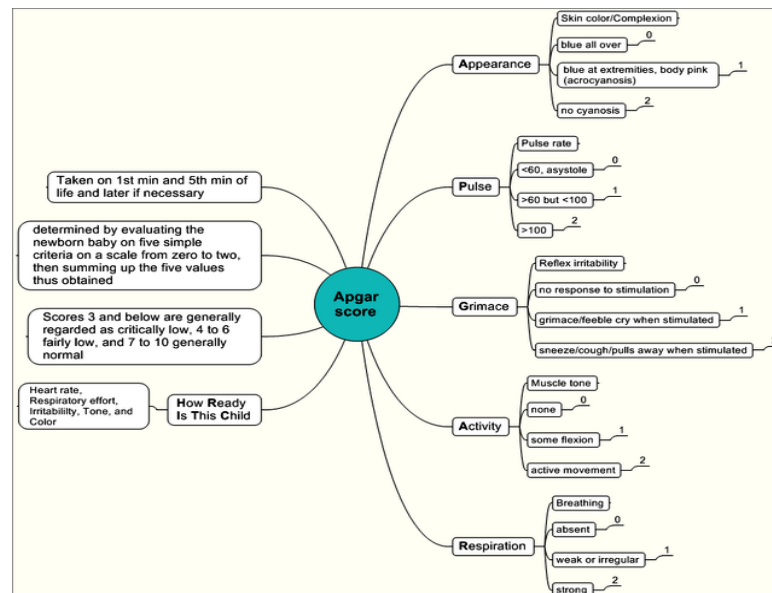 Apgar
score
Taken on 1st min and 5th min of
life and later if necessary
determined by evaluating the
newborn baby on five simple
criteria on a scale from zero to two,
then summing up the five values
thus obtained
Scores 3 and below are generally
regarded as critically low, 4 to 6
fairly low, and 7 to 10 generally
normal
How Ready
Is This Child
Heart rate,
Respiratory effort,
Irritabililty, Tone, and
Color
Appearance
Skin color/Complexion
blue all over 0
blue at extremities, body pink
(acrocyanosis) 1
no cyanosis 2
Pulse
Pulse rate
<60, asystole 0
>60 but <100 1
>100 2
Grimace
Reflex irritability
no response to stimulation 0
grimace/feeble cry when stimulated 1
sneeze/cough/pulls away when stimulated
Activity
Muscle tone
none 0
some flexion 1
active movement 2
Respiration
Breathing
absent 0
weak or irregular 1
strong 2